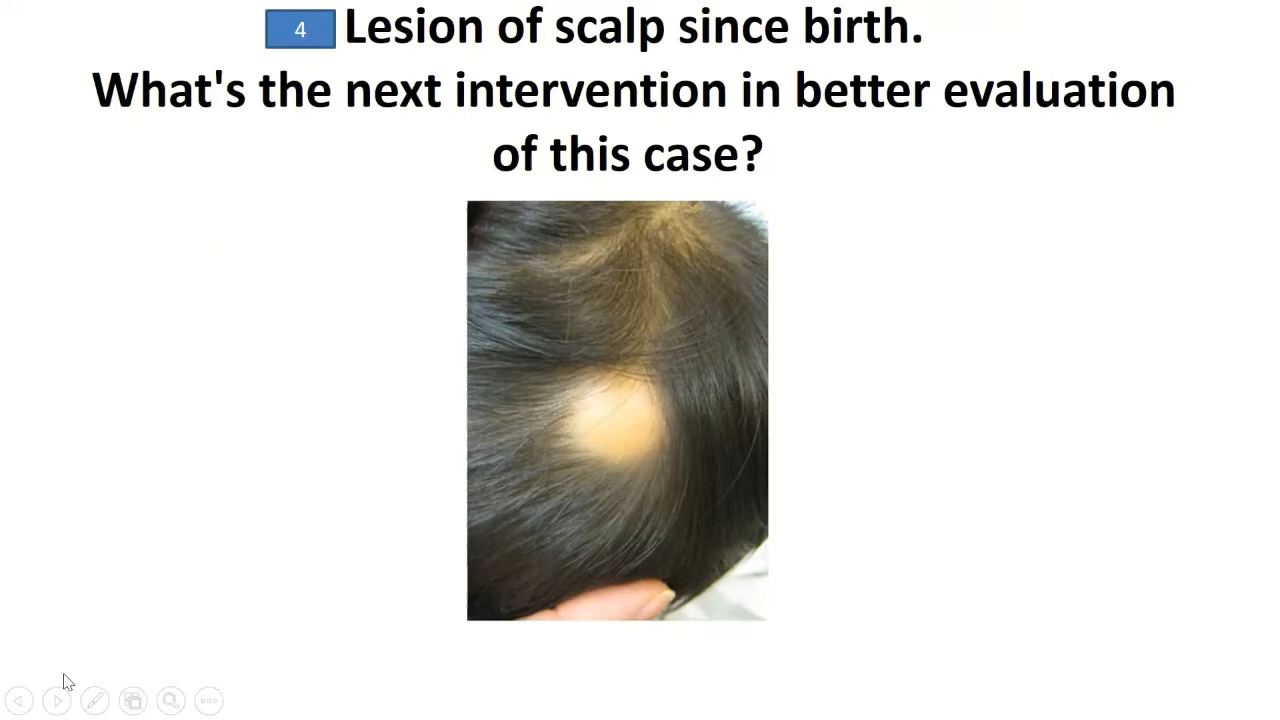 4 Lesion of scalp since birth.
What's the next intervention in better evaluation
of this case?